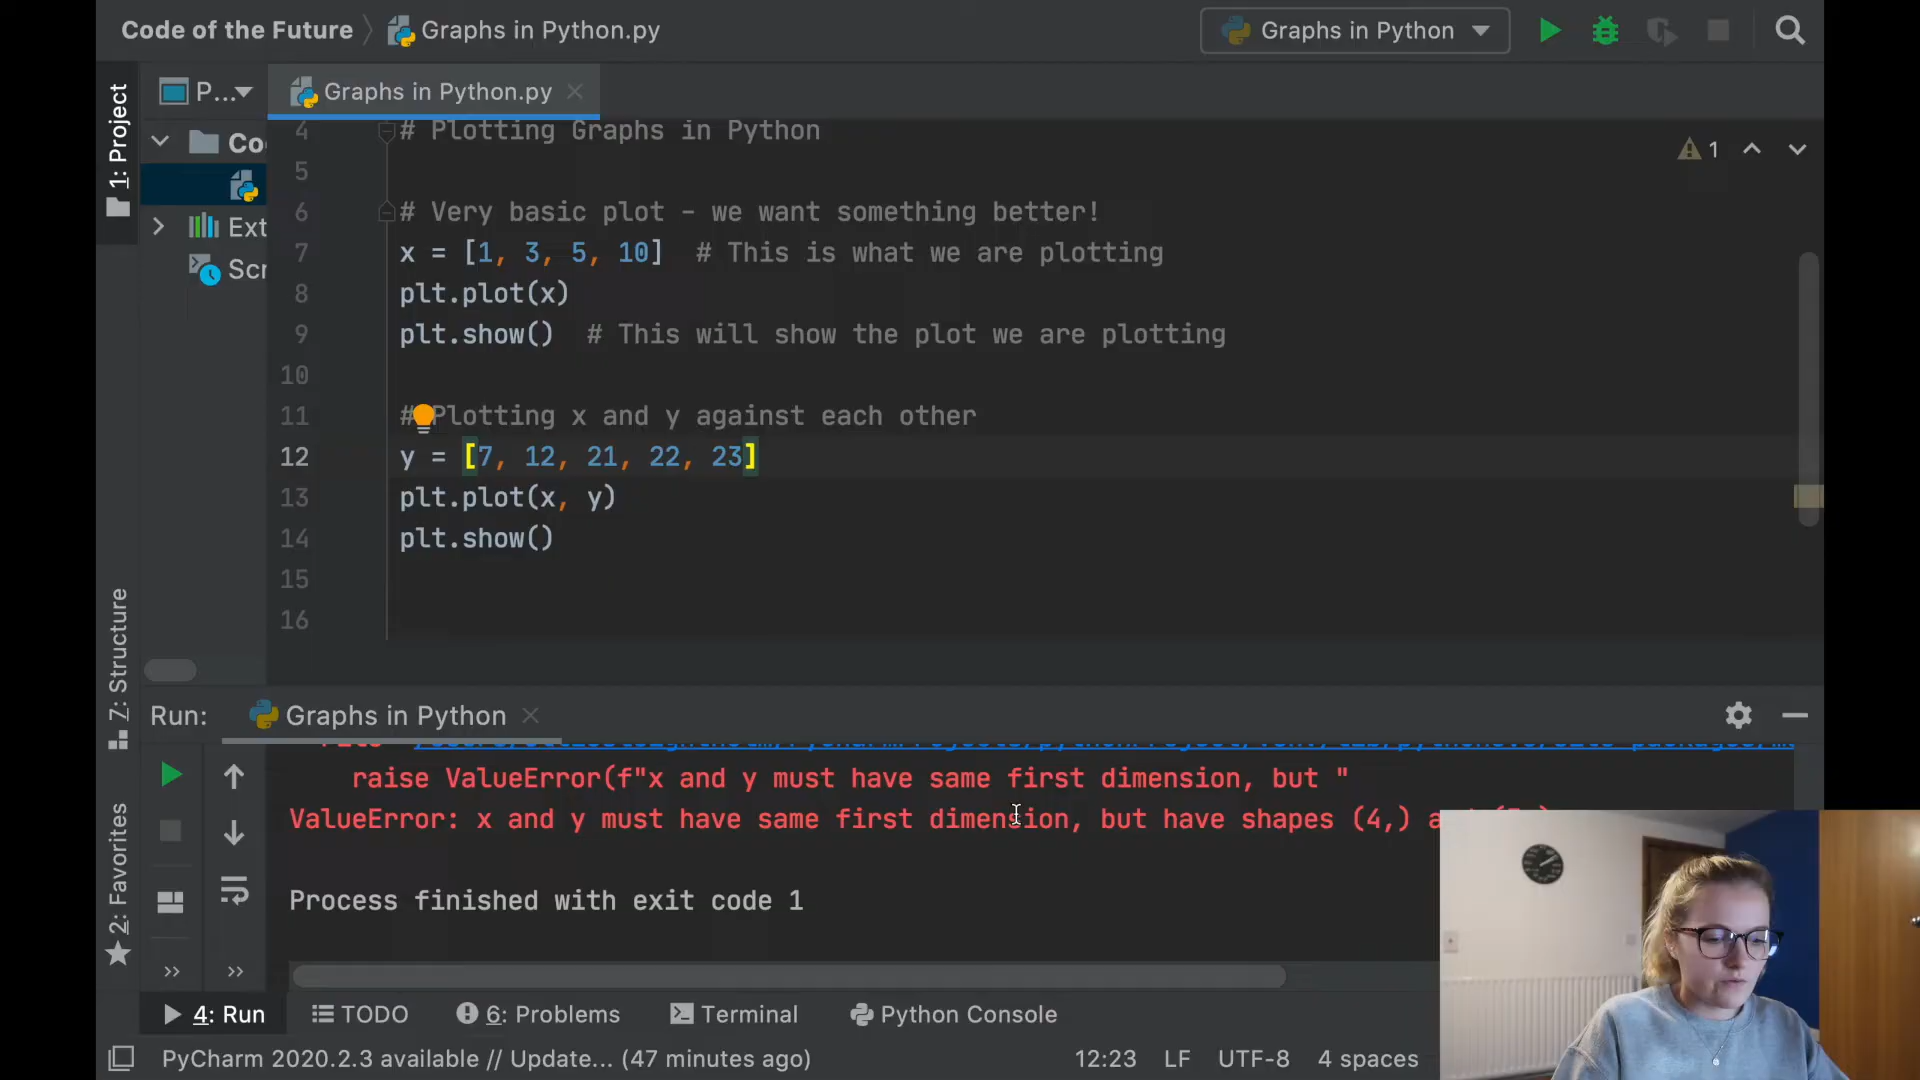 Code of the Future
Graphs in Python.py
Graphs in Python
1: Project
P...
Graphs in Python.py
Co
Ext
Scr
4 # Plotting Graphs in Python
5
6 # Very basic plot - we want something better!
7 x = [1, 3, 5, 10]  # This is what we are plotting
8 plt.plot(x)
9 plt.show()  # This will show the plot we are plotting
10
11 # Plotting x and y against each other
12 y = [7, 12, 21, 22, 23]
13 plt.plot(x, y)
14 plt.show()
15
16
1
Z: Structure
2: Favorites
Run:
Graphs in Python
raise ValueError(f"x and y must have same first dimension, but "
ValueError: x and y must have same first dimension, but have shapes (4,)
Process finished with exit code 1
4: Run
TODO
6: Problems
Terminal
Python Console
PyCharm 2020.2.3 available // Update... (47 minutes ago)
12:23
LF
UTF-8
4 spaces